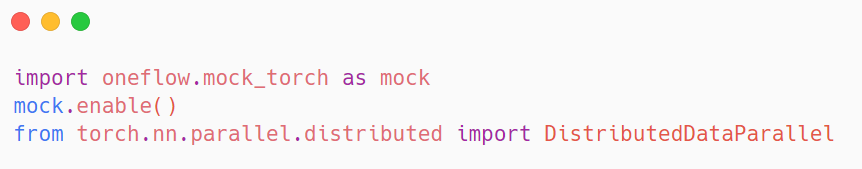 import oneflow.mock_torch as mock
mock.enable()
from torch.nn.parallel.distributed import DistributedDataParallel